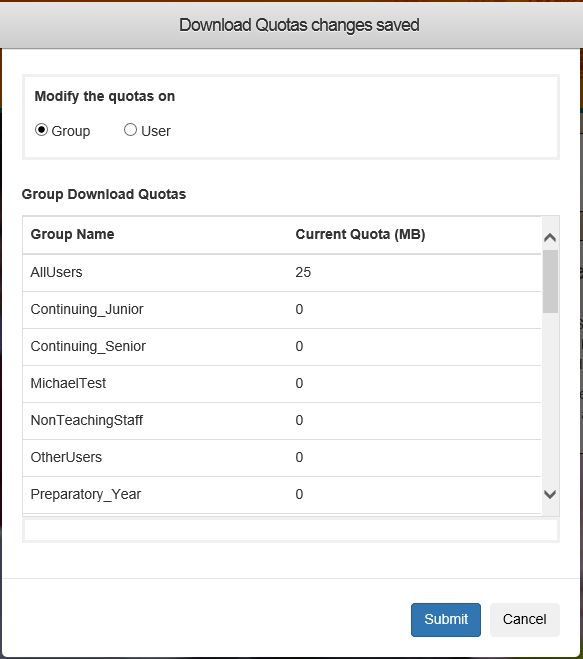 Download Quotas changes saved
Modify the quotas on
Group User
Group Download Quotas
Group Name Current Quota (MB)
AllUsers 25
Continuing_Junior 0
Continuing_Senior 0
MichaelTest 0
NonTeachingStaff 0
OtherUsers 0
Preparatory_Year 0
Submit Cancel